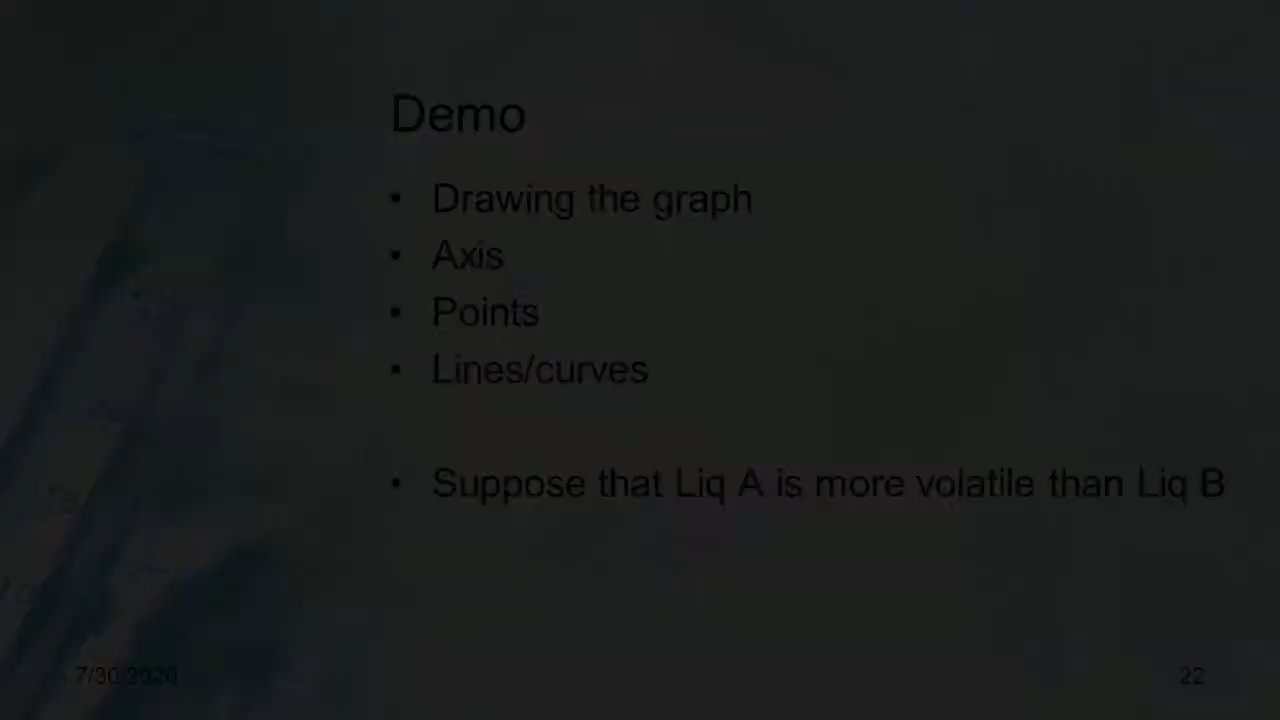 Demo
• Drawing the graph
• Axis
• Points
• Lines/curves
• Suppose that Liq A is more volatile than Liq B
7/30/2020
22